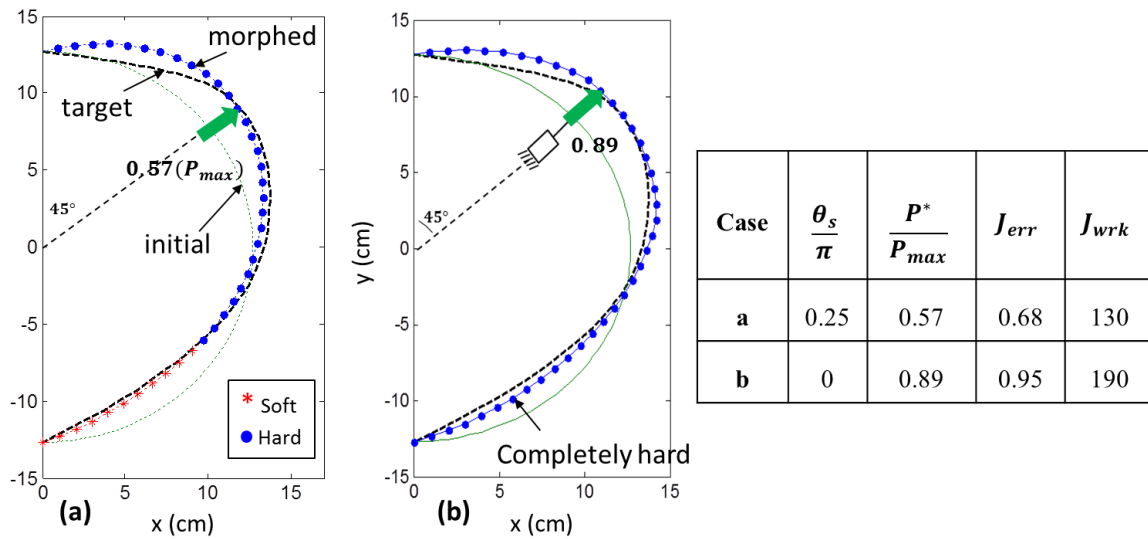 15
10
5
0
-5
-10
-15
0
5
10
15
x (cm)
(a)
morphed
target
0.57(P_max)
45°
initial
* Soft
● Hard
15
10
5
0
-5
-10
-15
y (cm)
0
5
10
15
x (cm)
(b)
0.89
45°
Completely hard
Case θ_s/π P*/P_max J_err J_wrk
a 0.25 0.57 0.68 130
b 0 0.89 0.95 190